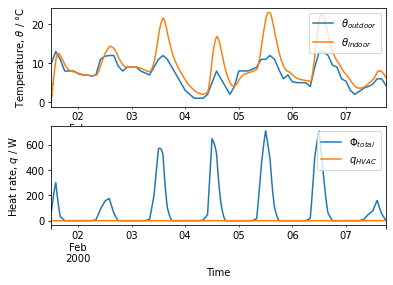 Temperature, θ / °C
20
10
0
θoutdoor
θIndoor
02
03
04
05
06
07
Heat rate, q / W
600
400
200
0
Φtotal
qHVAC
02
03
04
05
06
07
Feb
2000
Time